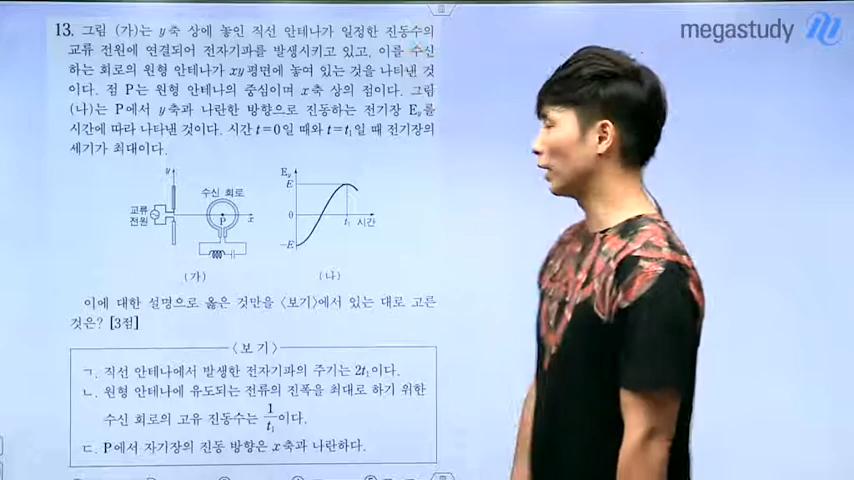 megastudy
13. 그림 (가)는 y축 상에 놓인 직선 안테나가 일정한 진동수의
교류 전원에 연결되어 전자기파를 발생시키고 있고, 이를 수신
하는 회로의 원형 안테나가 xy평면에 놓여 있는 것을 나타낸 것
이다. 점 P는 원형 안테나의 중심이며 x축 상의 점이다. 그림
(나)는 P에서 y축과 나란한 방향으로 진동하는 전기장 Ey를
시간에 따라 나타낸 것이다. 시간 t=0일 때와 t=t₁일 때 전기장의
세기가 최대이다.
y
교류
전원
수신 회로
P
x
(가)
Ey
E
0
-E
t₁
시간
(나)
이에 대한 설명으로 옳은 것만을 <보기>에서 있는 대로 고른
것은? [3점]
<보 기>
ㄱ. 직선 안테나에서 발생한 전자기파의 주기는 2t₁이다.
ㄴ. 원형 안테나에 유도되는 전류의 진폭을 최대로 하기 위한
수신 회로의 고유 진동수는 1/t₁이다.
ㄷ. P에서 자기장의 진동 방향은 x축과 나란하다.